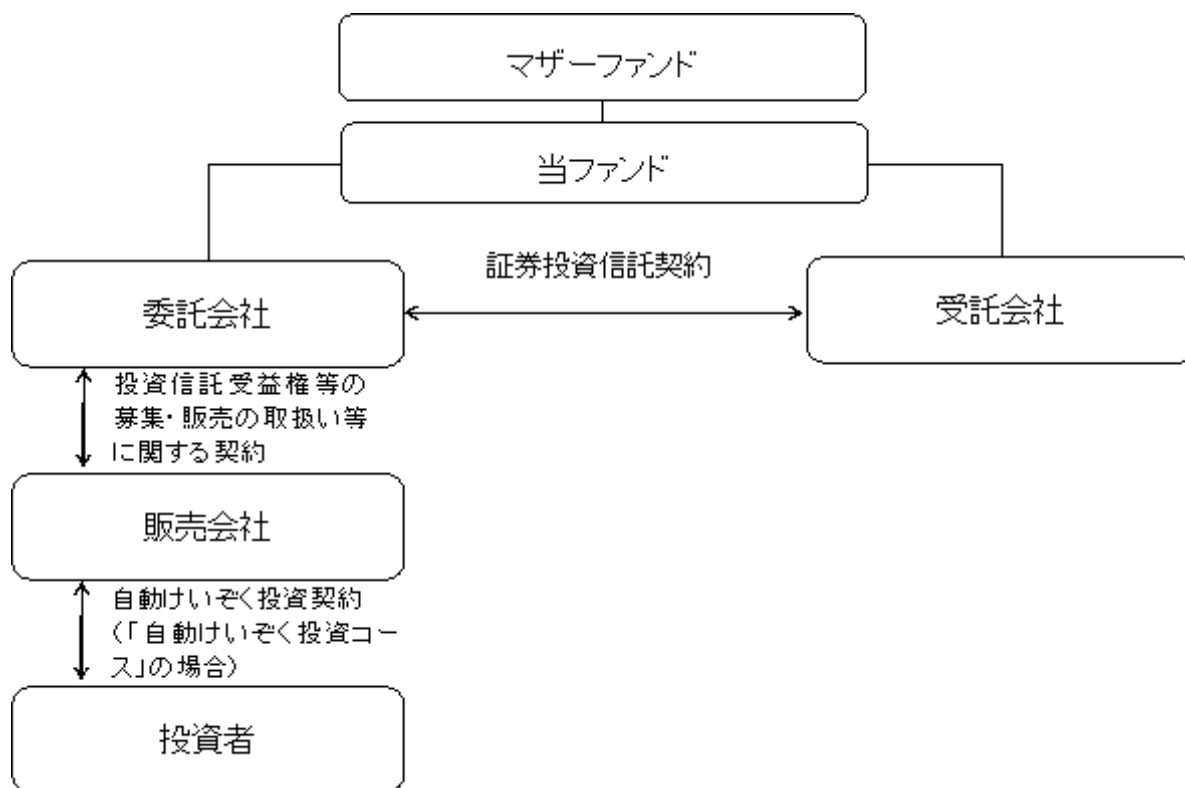 マザーファンド
当ファンド
証券投資信託契約
委託会社
受託会社
投資信託受益権等の
募集・販売の取扱い等
に関する契約
販売会社
自動けいぞく投資契約
（「自動けいぞく投資コー
ス」の場合）
投資者